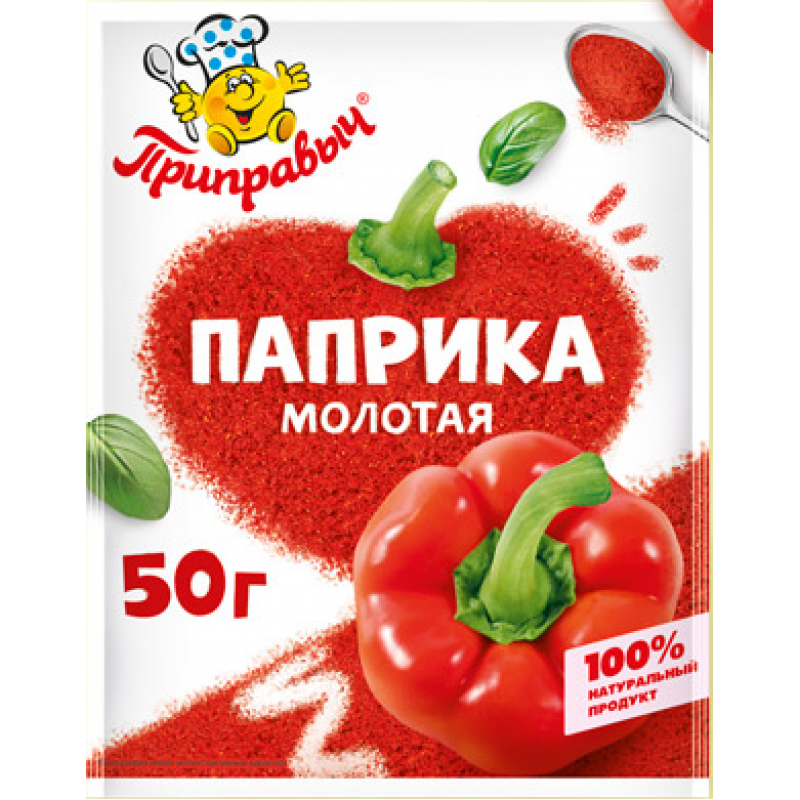 Приправыч®
ПАПРИКА
МОЛОТАЯ
50г
100%
НАТУРАЛЬНЫЙ
ПРОДУКТ